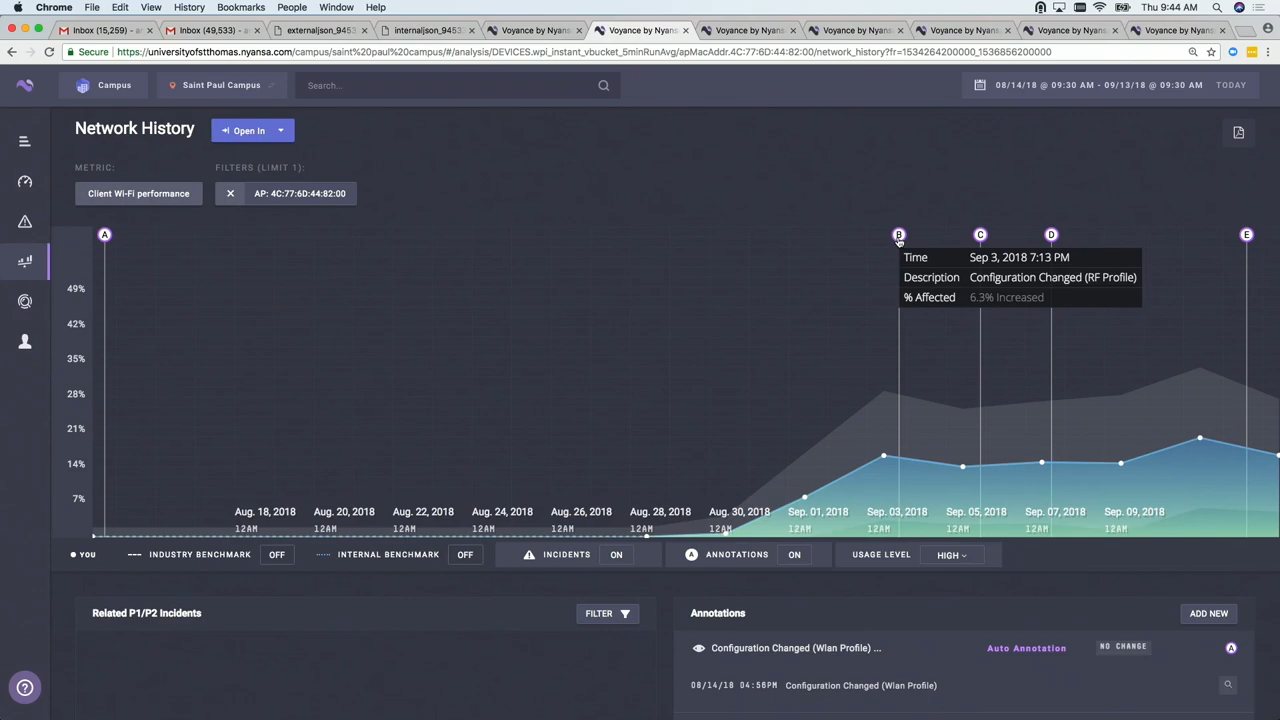 Chrome File Edit View History Bookmarks People Window Help Thu 9:44 AM
Inbox (15,259) - ar Inbox (49,533) - ar externaljson_9453 internaljson_9453 Voyance by Nyans Voyance by Nyans Voyance by Nyans Voyance by Nyans Voyance by Nyans Voyance by Nyans Voyance by Nyans
Secure https://universityofstthomas.nyansa.com/campus/saint%20paul%20campus/#/analysis/DEVICES.wpi_instant_vbucket_5minRunAvg/apMacAddr.4C:77:6D:44:82:00/network_history?fr=1534264200000_1536856200000
Campus Saint Paul Campus Search... 08/14/18 @ 09:30 AM - 09/13/18 @ 09:30 AM TODAY
Network History Open In
METRIC: FILTERS (LIMIT 1):
Client Wi-Fi performance AP: 4C:77:6D:44:82:00
A B C D E
Time Sep 3, 2018 7:13 PM
Description Configuration Changed (RF Profile)
% Affected 6.3% Increased
49%
42%
35%
28%
21%
14%
7%
Aug. 18, 2018 Aug. 20, 2018 Aug. 22, 2018 Aug. 24, 2018 Aug. 26, 2018 Aug. 28, 2018 Aug. 30, 2018 Sep. 01, 2018 Sep. 03, 2018 Sep. 05, 2018 Sep. 07, 2018 Sep. 09, 2018
12AM 12AM 12AM 12AM 12AM 12AM 12AM 12AM 12AM 12AM 12AM 12AM
YOU INDUSTRY BENCHMARK OFF INTERNAL BENCHMARK OFF INCIDENTS ON A ANNOTATIONS ON USAGE LEVEL HIGH
Related P1/P2 Incidents FILTER Annotations ADD NEW
Configuration Changed (Wlan Profile) ... Auto Annotation NO CHANGE A
08/14/18 04:56PM Configuration Changed (Wlan Profile)